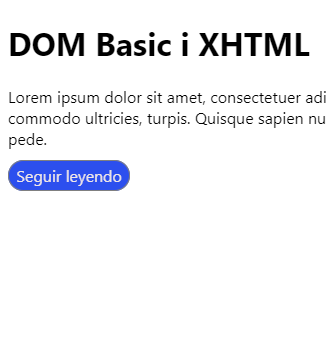 DOM Basic i XHTML
Lorem ipsum dolor sit amet, consectetuer adi
commodo ultricies, turpis. Quisque sapien nu
pede.
Seguir leyendo